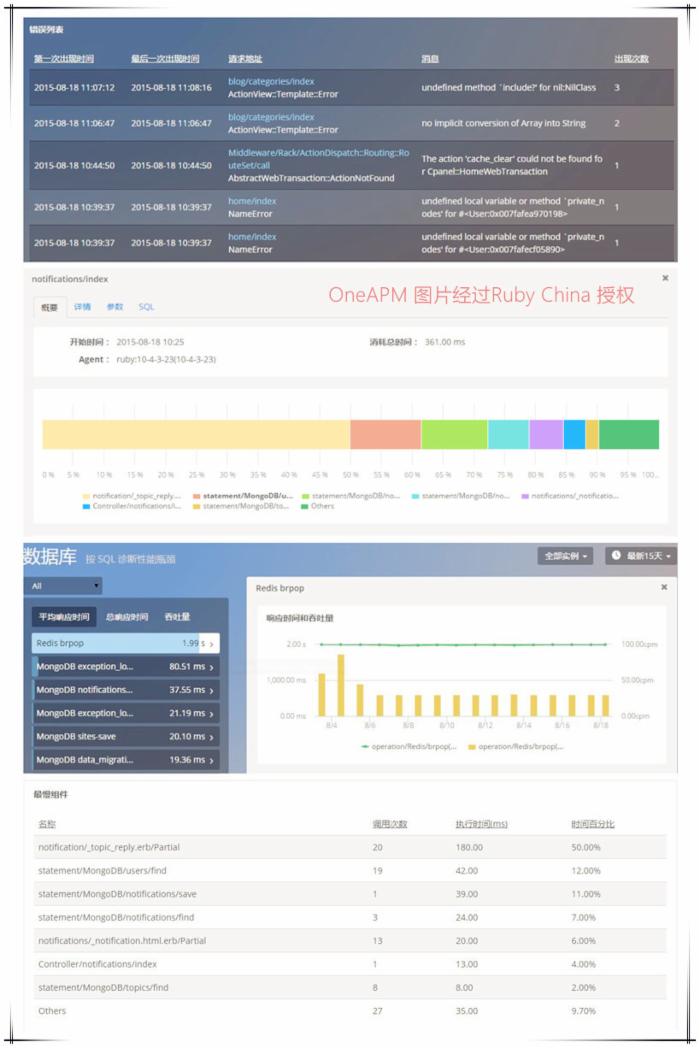 错误列表
第一次出现时间 最后一次出现时间 请求地址 消息 出现次数
2015-08-18 11:07:12 2015-08-18 11:08:16 blog/categories/index undefined method `include?' for nil:NilClass 3
ActionView::Template::Error
2015-08-18 11:06:47 2015-08-18 11:06:47 blog/categories/index no implicit conversion of Array into String 2
ActionView::Template::Error
2015-08-18 10:44:50 2015-08-18 10:44:50 Middleware/Rack/ActionDispatch::Routing::Ro The action 'cache_clear' could not be found fo 1
uteSet/call r Cpanel::HomeWebTransaction
AbstractWebTransaction::ActionNotFound
2015-08-18 10:39:37 2015-08-18 10:39:37 home/index undefined local variable or method `private_n 1
NameError odes' for #<User:0x007fafea970198>
2015-08-18 10:39:37 2015-08-18 10:39:37 home/index undefined local variable or method `private_n 1
NameError odes' for #<User:0x007fafecf05890>
notifications/index ×
OneAPM 图片经过Ruby China 授权
概要 详情 参数 SQL
开始时间： 2015-08-18 10:25 消耗总时间： 361.00 ms
Agent： ruby:10-4-3-23(10-4-3-23)
0 % 5 % 10 % 15 % 20 % 25 % 30 % 35 % 40 % 45 % 50 % 55 % 60 % 65 % 70 % 75 % 80 % 85 % 90 % 95 % 100...
notification/_topic_reply.... statement/MongoDB/u... statement/MongoDB/no... statement/MongoDB/no... notifications/_notificatio...
Controller/notifications/i... statement/MongoDB/to... Others
数据库 按 SQL 诊断性能瓶颈 全部实例 最新15天
All
平均响应时间 总响应时间 吞吐量
Redis brpop 1.99 s
MongoDB exception_lo... 80.51 ms
MongoDB notifications... 37.55 ms
MongoDB exception_lo... 21.19 ms
MongoDB sites-save 20.10 ms
MongoDB data_migrati... 19.36 ms
Redis brpop ×
响应时间和吞吐量
2.00 s 100.00cpm
1,000.00 ms 50.00cpm
0.00 ms 0.00cpm
8/4 8/6 8/8 8/10 8/12 8/14 8/16 8/18
operation/Redis/brpop(... operation/Redis/brpop(...
最慢组件
名称 调用次数 执行时间(ms) 时间百分比
notification/_topic_reply.erb/Partial 20 180.00 50.00%
statement/MongoDB/users/find 19 42.00 12.00%
statement/MongoDB/notifications/save 1 39.00 11.00%
statement/MongoDB/notifications/find 3 24.00 7.00%
notifications/_notification.html.erb/Partial 13 20.00 6.00%
Controller/notifications/index 1 13.00 4.00%
statement/MongoDB/topics/find 8 8.00 2.00%
Others 27 35.00 9.70%